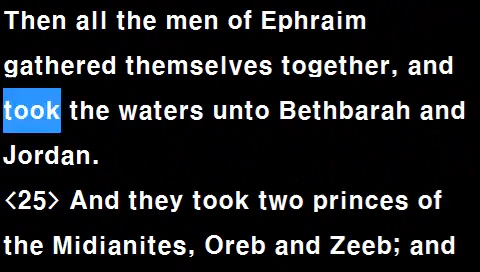 Then all the men of Ephraim
gathered themselves together, and
took the waters unto Bethbarah and
Jordan.
<25> And they took two princes of
the Midianites, Oreb and Zeeb; and